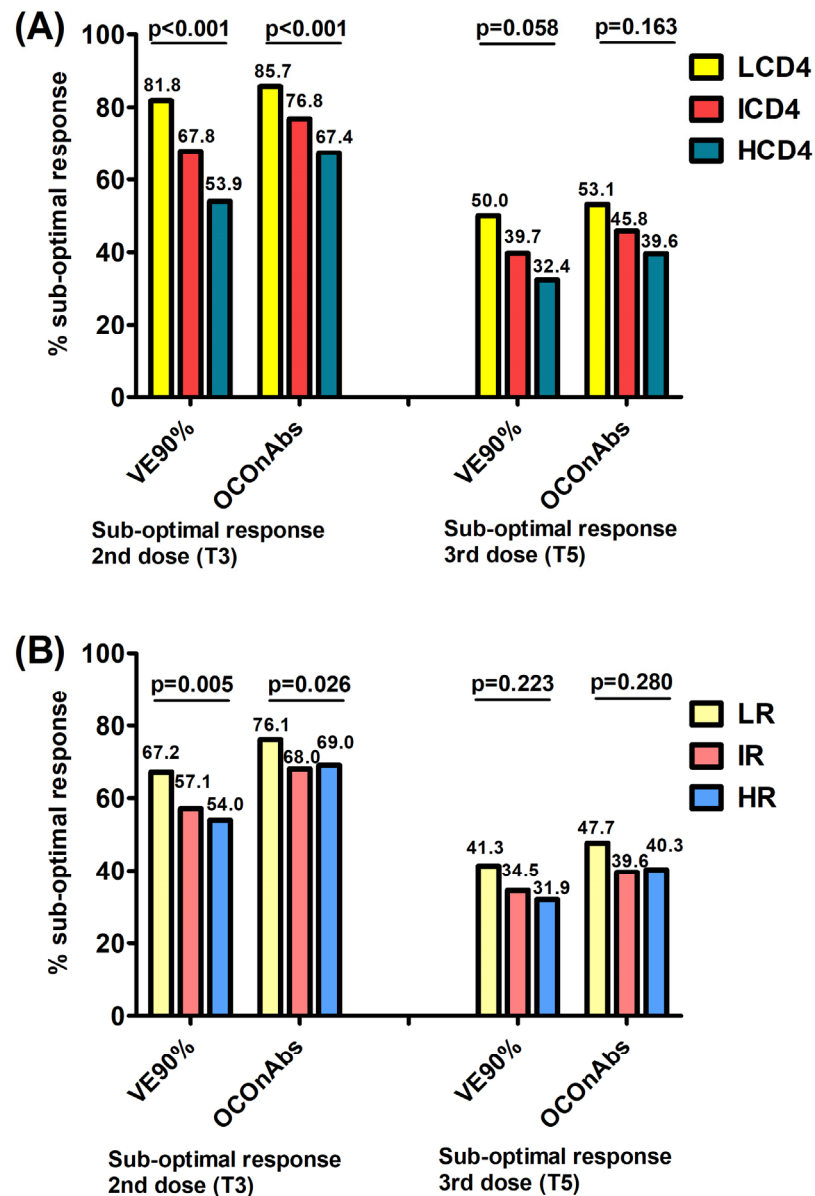 (A)
% sub-optimal response
100
80
60
40
20
0
p<0.001
p<0.001
p=0.058
p=0.163
81.8
67.8
53.9
85.7
76.8
67.4
50.0
39.7
32.4
53.1
45.8
39.6
LCD4
ICD4
HCD4
VE90%
OCOnAbs
VE90%
OCOnAbs
Sub-optimal response
2nd dose (T3)
Sub-optimal response
3rd dose (T5)
(B)
% sub-optimal response
100
80
60
40
20
0
p=0.005
p=0.026
p=0.223
p=0.280
67.2
57.1
54.0
76.1
68.0
69.0
41.3
34.5
31.9
47.7
39.6
40.3
LR
IR
HR
VE90%
OCOnAbs
VE90%
OCOnAbs
Sub-optimal response
2nd dose (T3)
Sub-optimal response
3rd dose (T5)